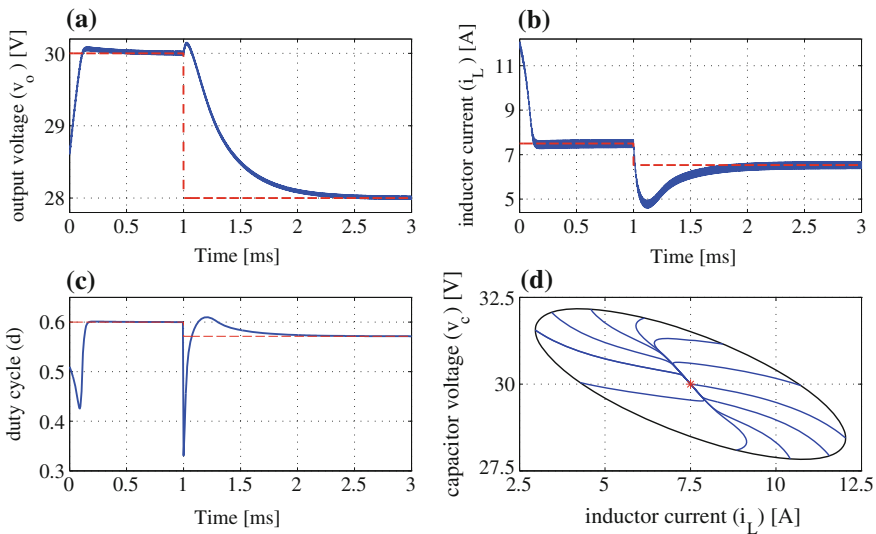 (a)
output voltage (v_o) [V]
30
29
28
0 0.5 1 1.5 2 2.5 3
Time [ms]
(b)
inductor current (i_L) [A]
11
9
7
5
0 0.5 1 1.5 2 2.5 3
Time [ms]
(c)
duty cycle (d)
0.6
0.5
0.4
0.3
0 0.5 1 1.5 2 2.5 3
Time [ms]
(d)
capacitor voltage (v_c) [V]
32.5
30
27.5
2.5 5 7.5 10 12.5
inductor current (i_L) [A]